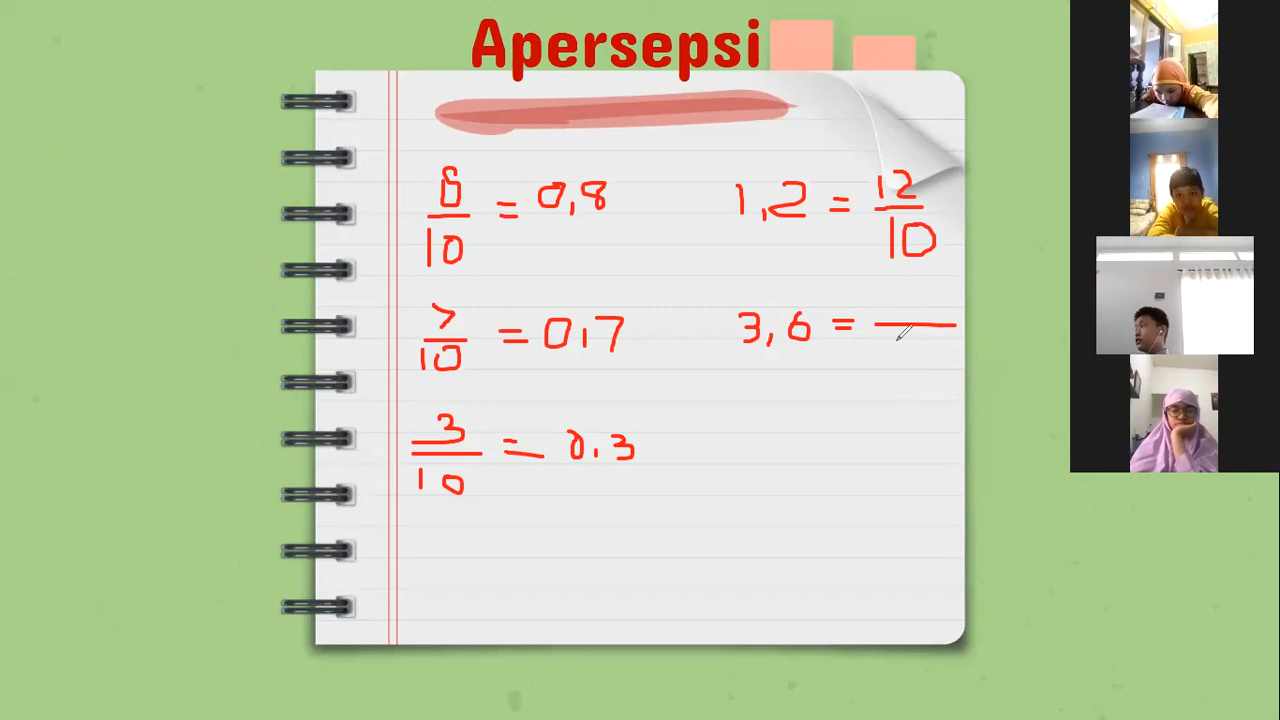 Apersepsi
8/10 = 0,8
7/10 = 0,7
3/10 = 0.3
1,2 = 12/10
3,6 =